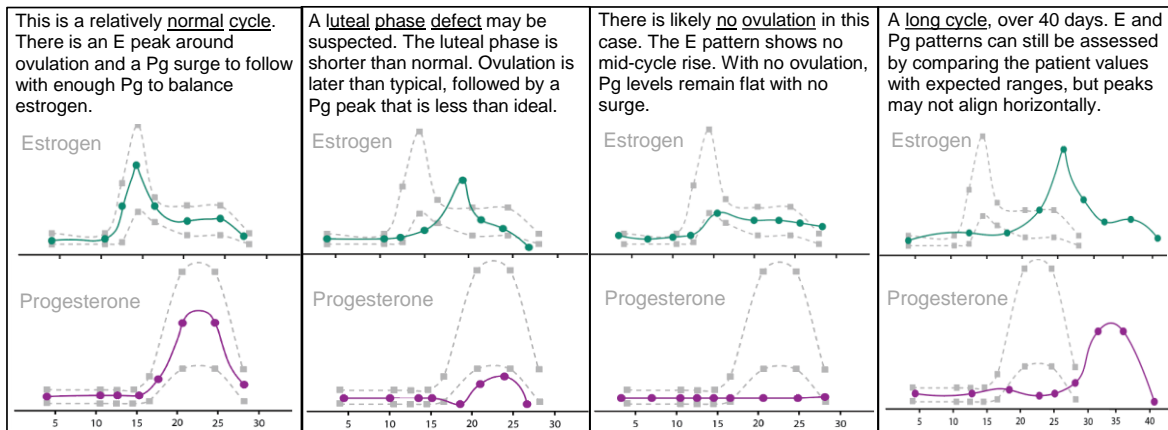 This is a relatively normal cycle.
There is an E peak around
ovulation and a Pg surge to follow
with enough Pg to balance
estrogen.
Estrogen
Progesterone
5 10 15 20 25 30
A luteal phase defect may be
suspected. The luteal phase is
shorter than normal. Ovulation is
later than typical, followed by a
Pg peak that is less than ideal.
Estrogen
Progesterone
5 10 15 20 25 30
There is likely no ovulation in this
case. The E pattern shows no
mid-cycle rise. With no ovulation,
Pg levels remain flat with no
surge.
Estrogen
Progesterone
5 10 15 20 25 30
A long cycle, over 40 days. E and
Pg patterns can still be assessed
by comparing the patient values
with expected ranges, but peaks
may not align horizontally.
Estrogen
Progesterone
5 10 15 20 25 30 35 40